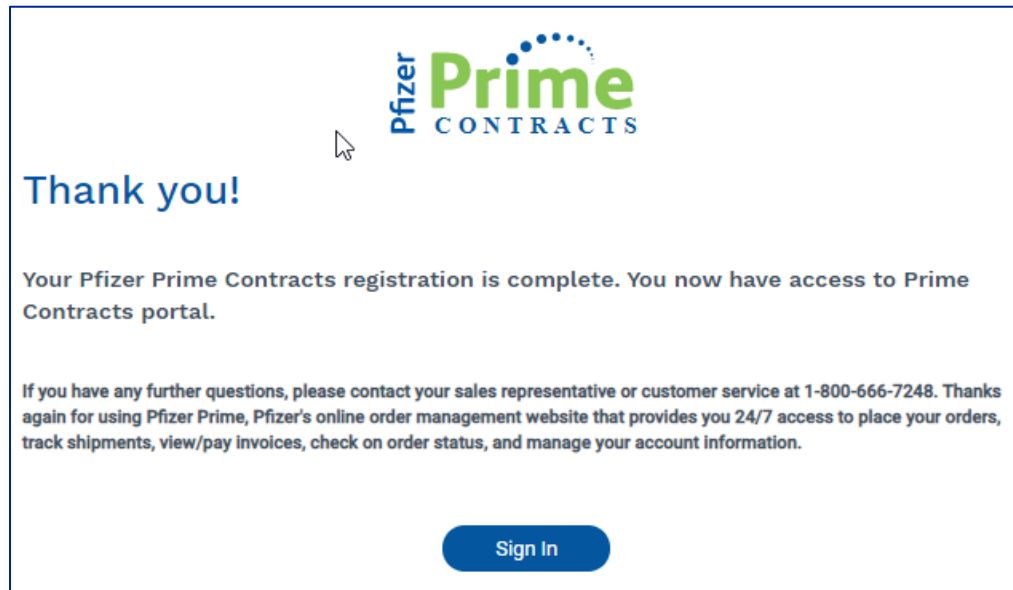 Pfizer
Prime
CONTRACTS
Thank you!
Your Pfizer Prime Contracts registration is complete. You now have access to Prime
Contracts portal.
If you have any further questions, please contact your sales representative or customer service at 1-800-666-7248. Thanks
again for using Pfizer Prime, Pfizer's online order management website that provides you 24/7 access to place your orders,
track shipments, view/pay invoices, check on order status, and manage your account information.
Sign In